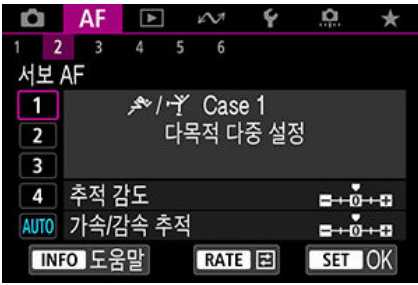 AF
1 2 3 4 5 6
서보 AF
1 Case 1
2 다목적 다중 설정
3
4 추적 감도 0
AUTO 가속/감속 추적 0
INFO 도움말 RATE SET OK